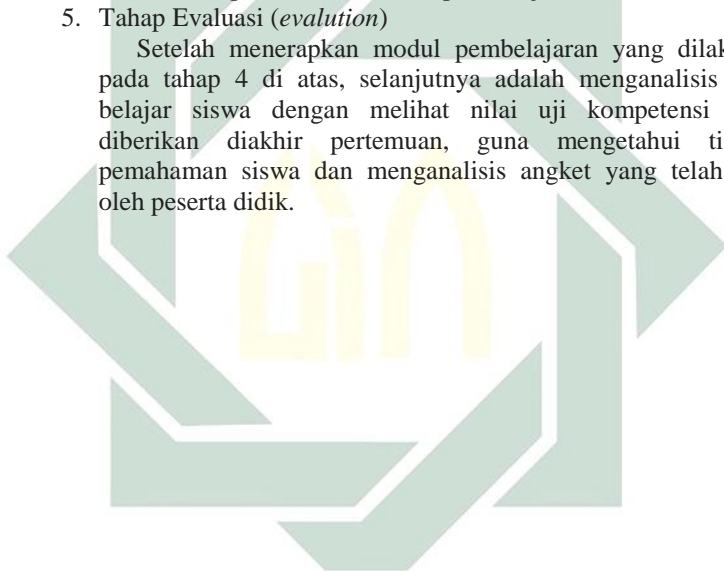 5. Tahap Evaluasi (evalution)
Setelah menerapkan modul pembelajaran yang
pada tahap 4 di atas, selanjutnya adalah menganalisis
belajar siswa dengan melihat nilai uji kompetensi
diberikan diakhir pertemuan, guna mengetahui
pemahaman siswa dan menganalisis angket yang telah
oleh peserta didik.